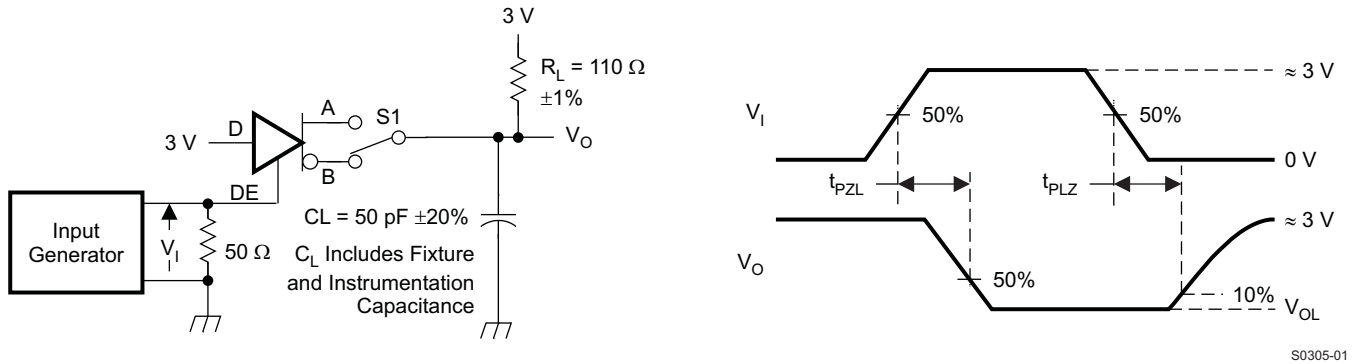 3 V
R_L = 110 Ω
±1%
A
S1
3 V
D
V_O
B
DE
Input
Generator
V_I
50 Ω
CL = 50 pF ±20%
C_L Includes Fixture
and Instrumentation
Capacitance
≈ 3 V
V_I
50%
50%
0 V
t_PZL
t_PLZ
≈ 3 V
V_O
50%
10%
V_OL
S0305-01